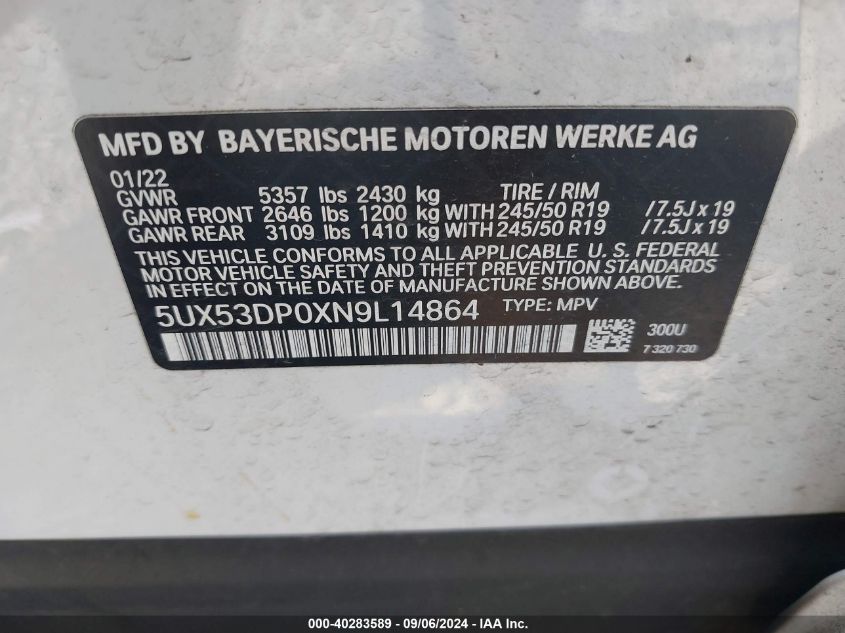 MFD BY BAYERISCHE MOTOREN WERKE AG
01/22
GVWR 5357 lbs 2430 kg TIRE / RIM
GAWR FRONT 2646 lbs 1200 kg WITH 245/50 R19 /7.5J x 19
GAWR REAR 3109 lbs 1410 kg WITH 245/50 R19 /7.5J x 19
THIS VEHICLE CONFORMS TO ALL APPLICABLE U. S. FEDERAL
MOTOR VEHICLE SAFETY AND THEFT PREVENTION STANDARDS
IN EFFECT ON THE DATE OF MANUFACTURE SHOWN ABOVE.
5UX53DP0XN9L14864 TYPE: MPV
300U
7 320 730
000-40283589 - 09/06/2024 - IAA Inc.